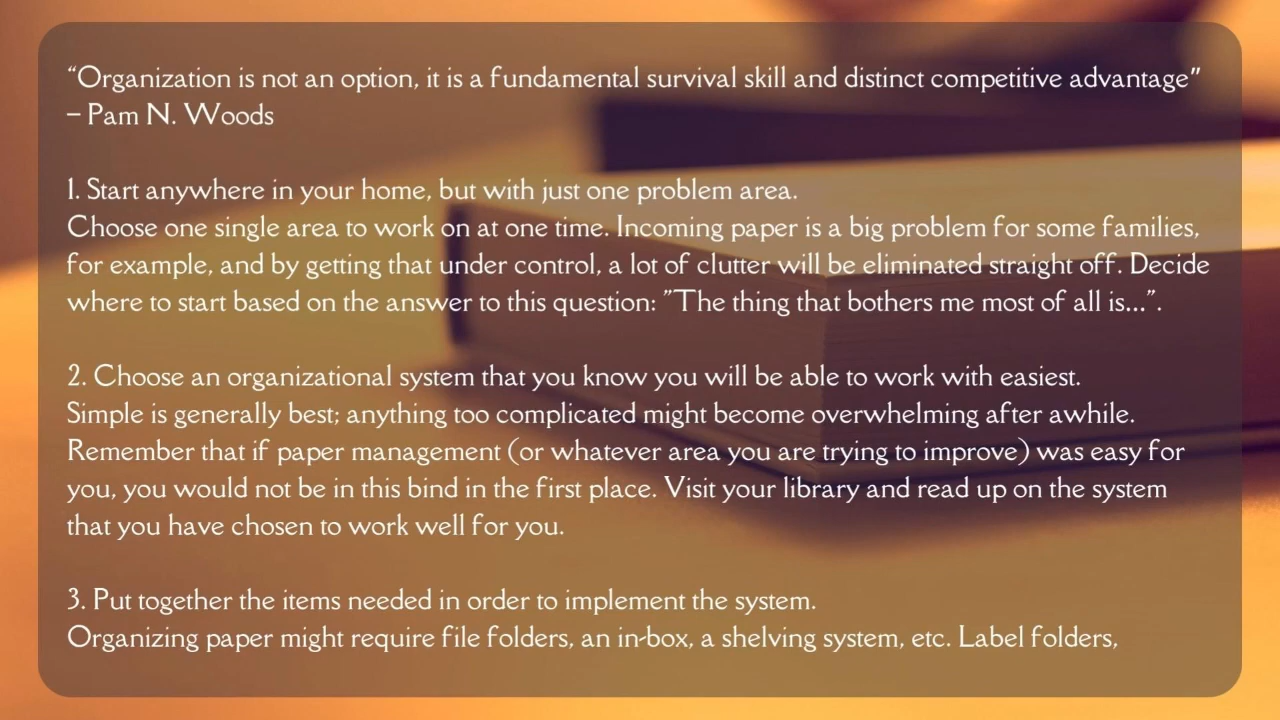 “Organization is not an option, it is a fundamental survival skill and distinct competitive advantage"
– Pam N. Woods
1. Start anywhere in your home, but with just one problem area.
Choose one single area to work on at one time. Incoming paper is a big problem for some families,
for example, and by getting that under control, a lot of clutter will be eliminated straight off. Decide
where to start based on the answer to this question: "The thing that bothers me most of all is...".
2. Choose an organizational system that you know you will be able to work with easiest.
Simple is generally best; anything too complicated might become overwhelming after awhile.
Remember that if paper management (or whatever area you are trying to improve) was easy for
you, you would not be in this bind in the first place. Visit your library and read up on the system
that you have chosen to work well for you.
3. Put together the items needed in order to implement the system.
Organizing paper might require file folders, an in-box, a shelving system, etc. Label folders,